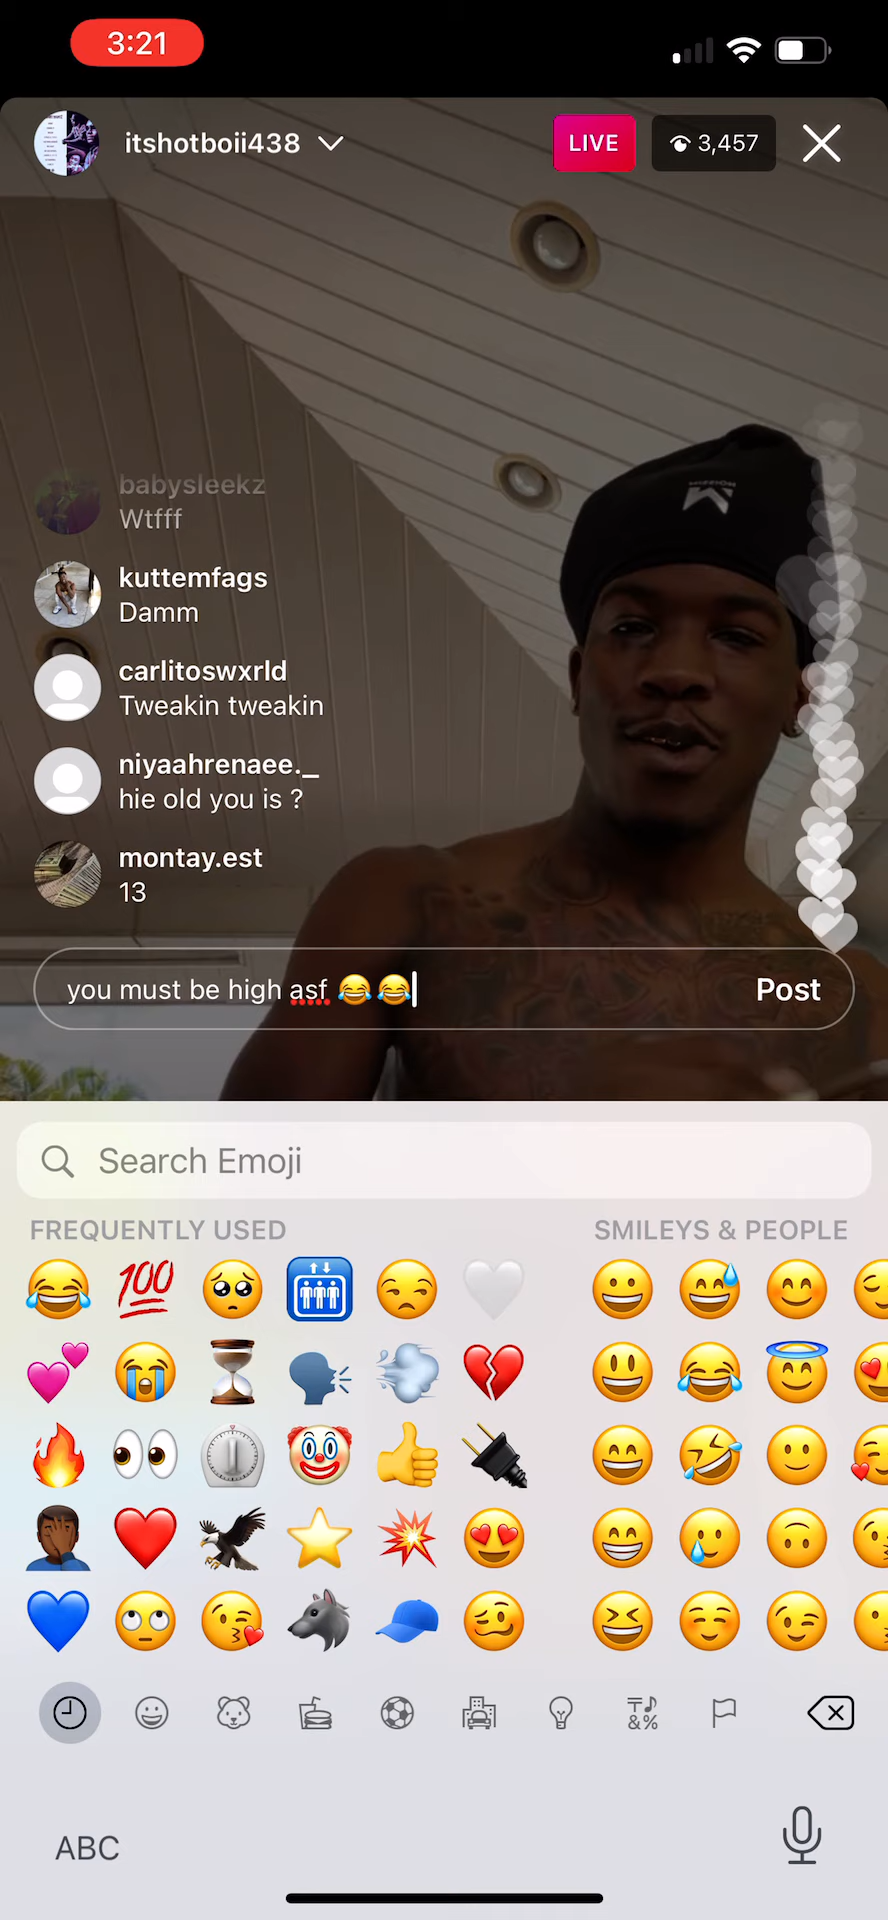 3:21
itshotboii438
LIVE
3,457
babysleekz
Wtfff
kuttemfags
Damm
carlitoswxrld
Tweakin tweakin
niyaahrenaee._
hie old you is ?
montay.est
13
you must be high asf 😂😂
Post
Search Emoji
FREQUENTLY USED
SMILEYS & PEOPLE
ABC